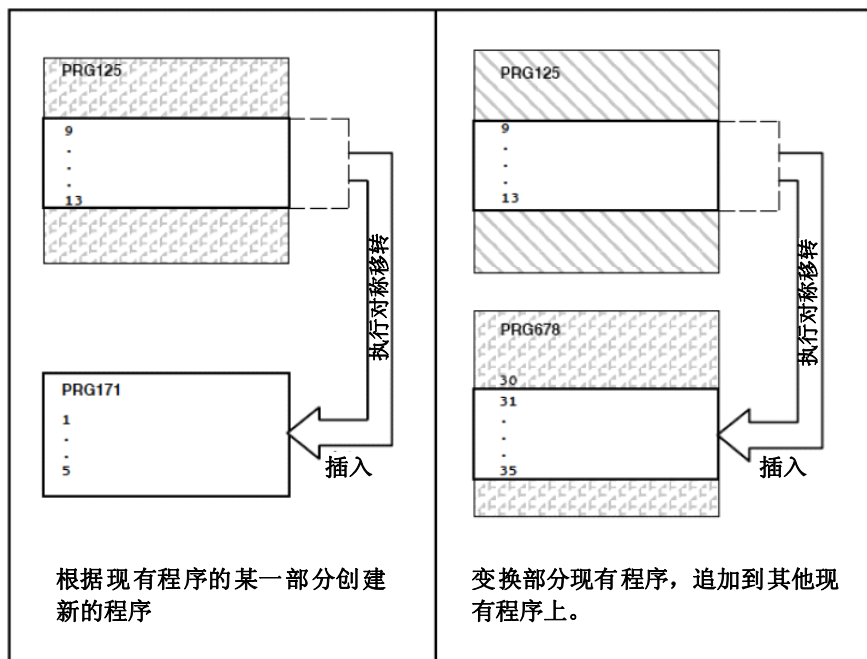 PRG125
9
.
.
.
13
执行对称移转
PRG171
1
.
.
5
插入
根据现有程序的某一部分创建
新的程序
PRG125
9
.
.
.
13
执行对称移转
PRG678
30
31
.
.
.
35
插入
变换部分现有程序，追加到其他现
有程序上。